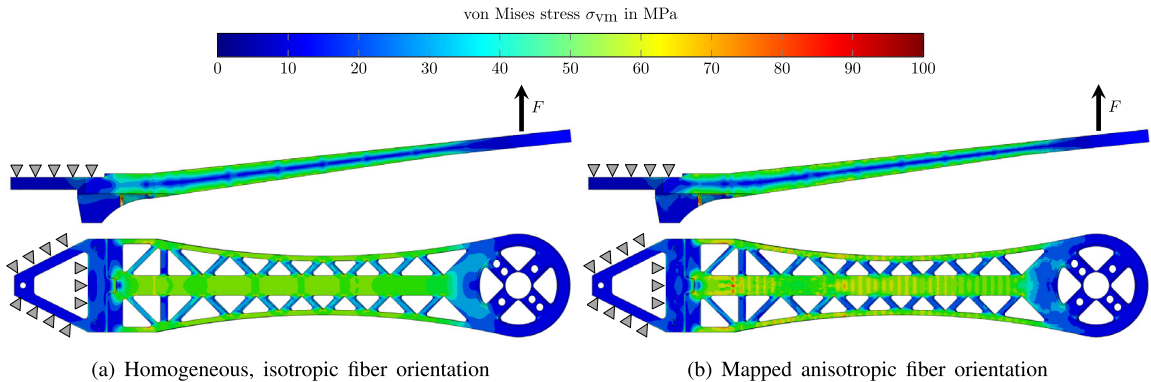 von Mises stress σvm in MPa
0 10 20 30 40 50 60 70 80 90 100
F F
(a) Homogeneous, isotropic fiber orientation
(b) Mapped anisotropic fiber orientation